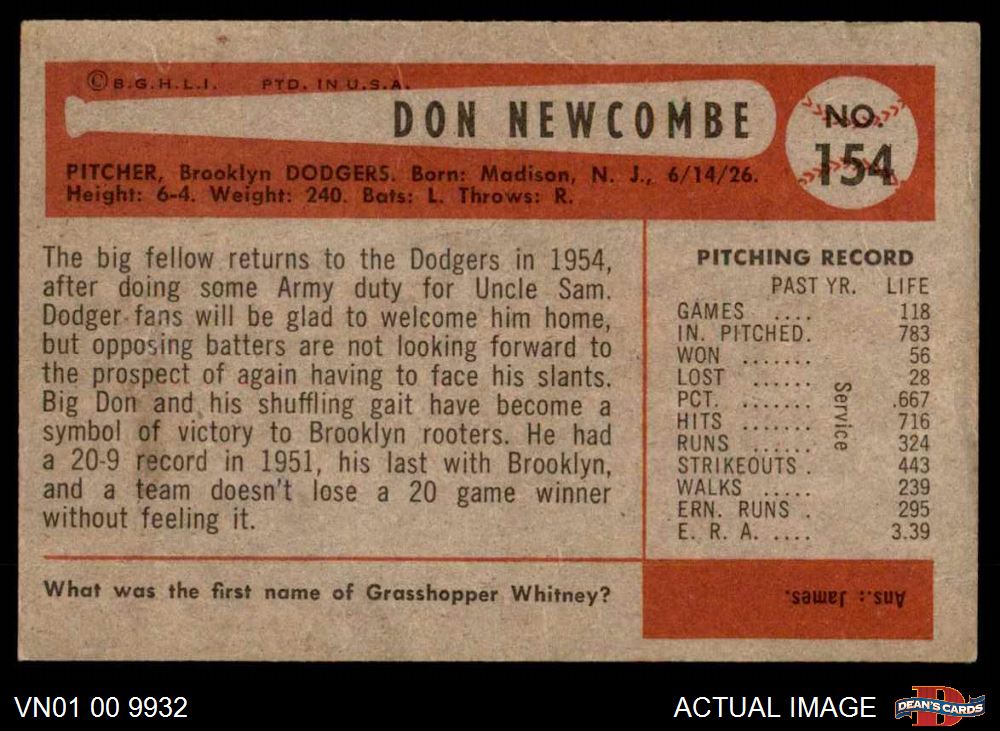 © B.G.H.L.I. PTD. IN U.S.A.
DON NEWCOMBE
NO.
154
PITCHER, Brooklyn DODGERS. Born: Madison, N. J., 6/14/26.
Height: 6-4. Weight: 240. Bats: L. Throws: R.
The big fellow returns to the Dodgers in 1954,
after doing some Army duty for Uncle Sam.
Dodger fans will be glad to welcome him home,
but opposing batters are not looking forward to
the prospect of again having to face his slants.
Big Don and his shuffling gait have become a
symbol of victory to Brooklyn rooters. He had
a 20-9 record in 1951, his last with Brooklyn,
and a team doesn't lose a 20 game winner
without feeling it.
PITCHING RECORD
PAST YR. LIFE
GAMES .... 118
IN. PITCHED. 783
WON ....... 56
LOST ...... 28
PCT. ....... .667
HITS ....... 716
RUNS ...... 324
STRIKEOUTS . 443
WALKS ..... 239
ERN. RUNS . 295
E. R. A. .... 3.39
Service
What was the first name of Grasshopper Whitney?
Ans.: James.
VN01 00 9932
ACTUAL IMAGE
DEAN'S CARDS